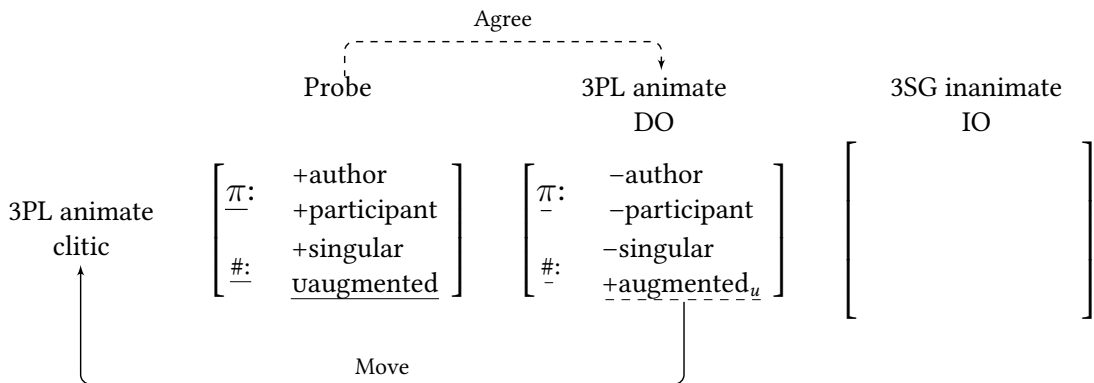 Agree
Probe
3PL animate
DO
3SG inanimate
IO
3PL animate
clitic
π:
+author
+participant
#:
+singular
uaugmented
π:
−author
−participant
#:
−singular
+augmentedu
Move